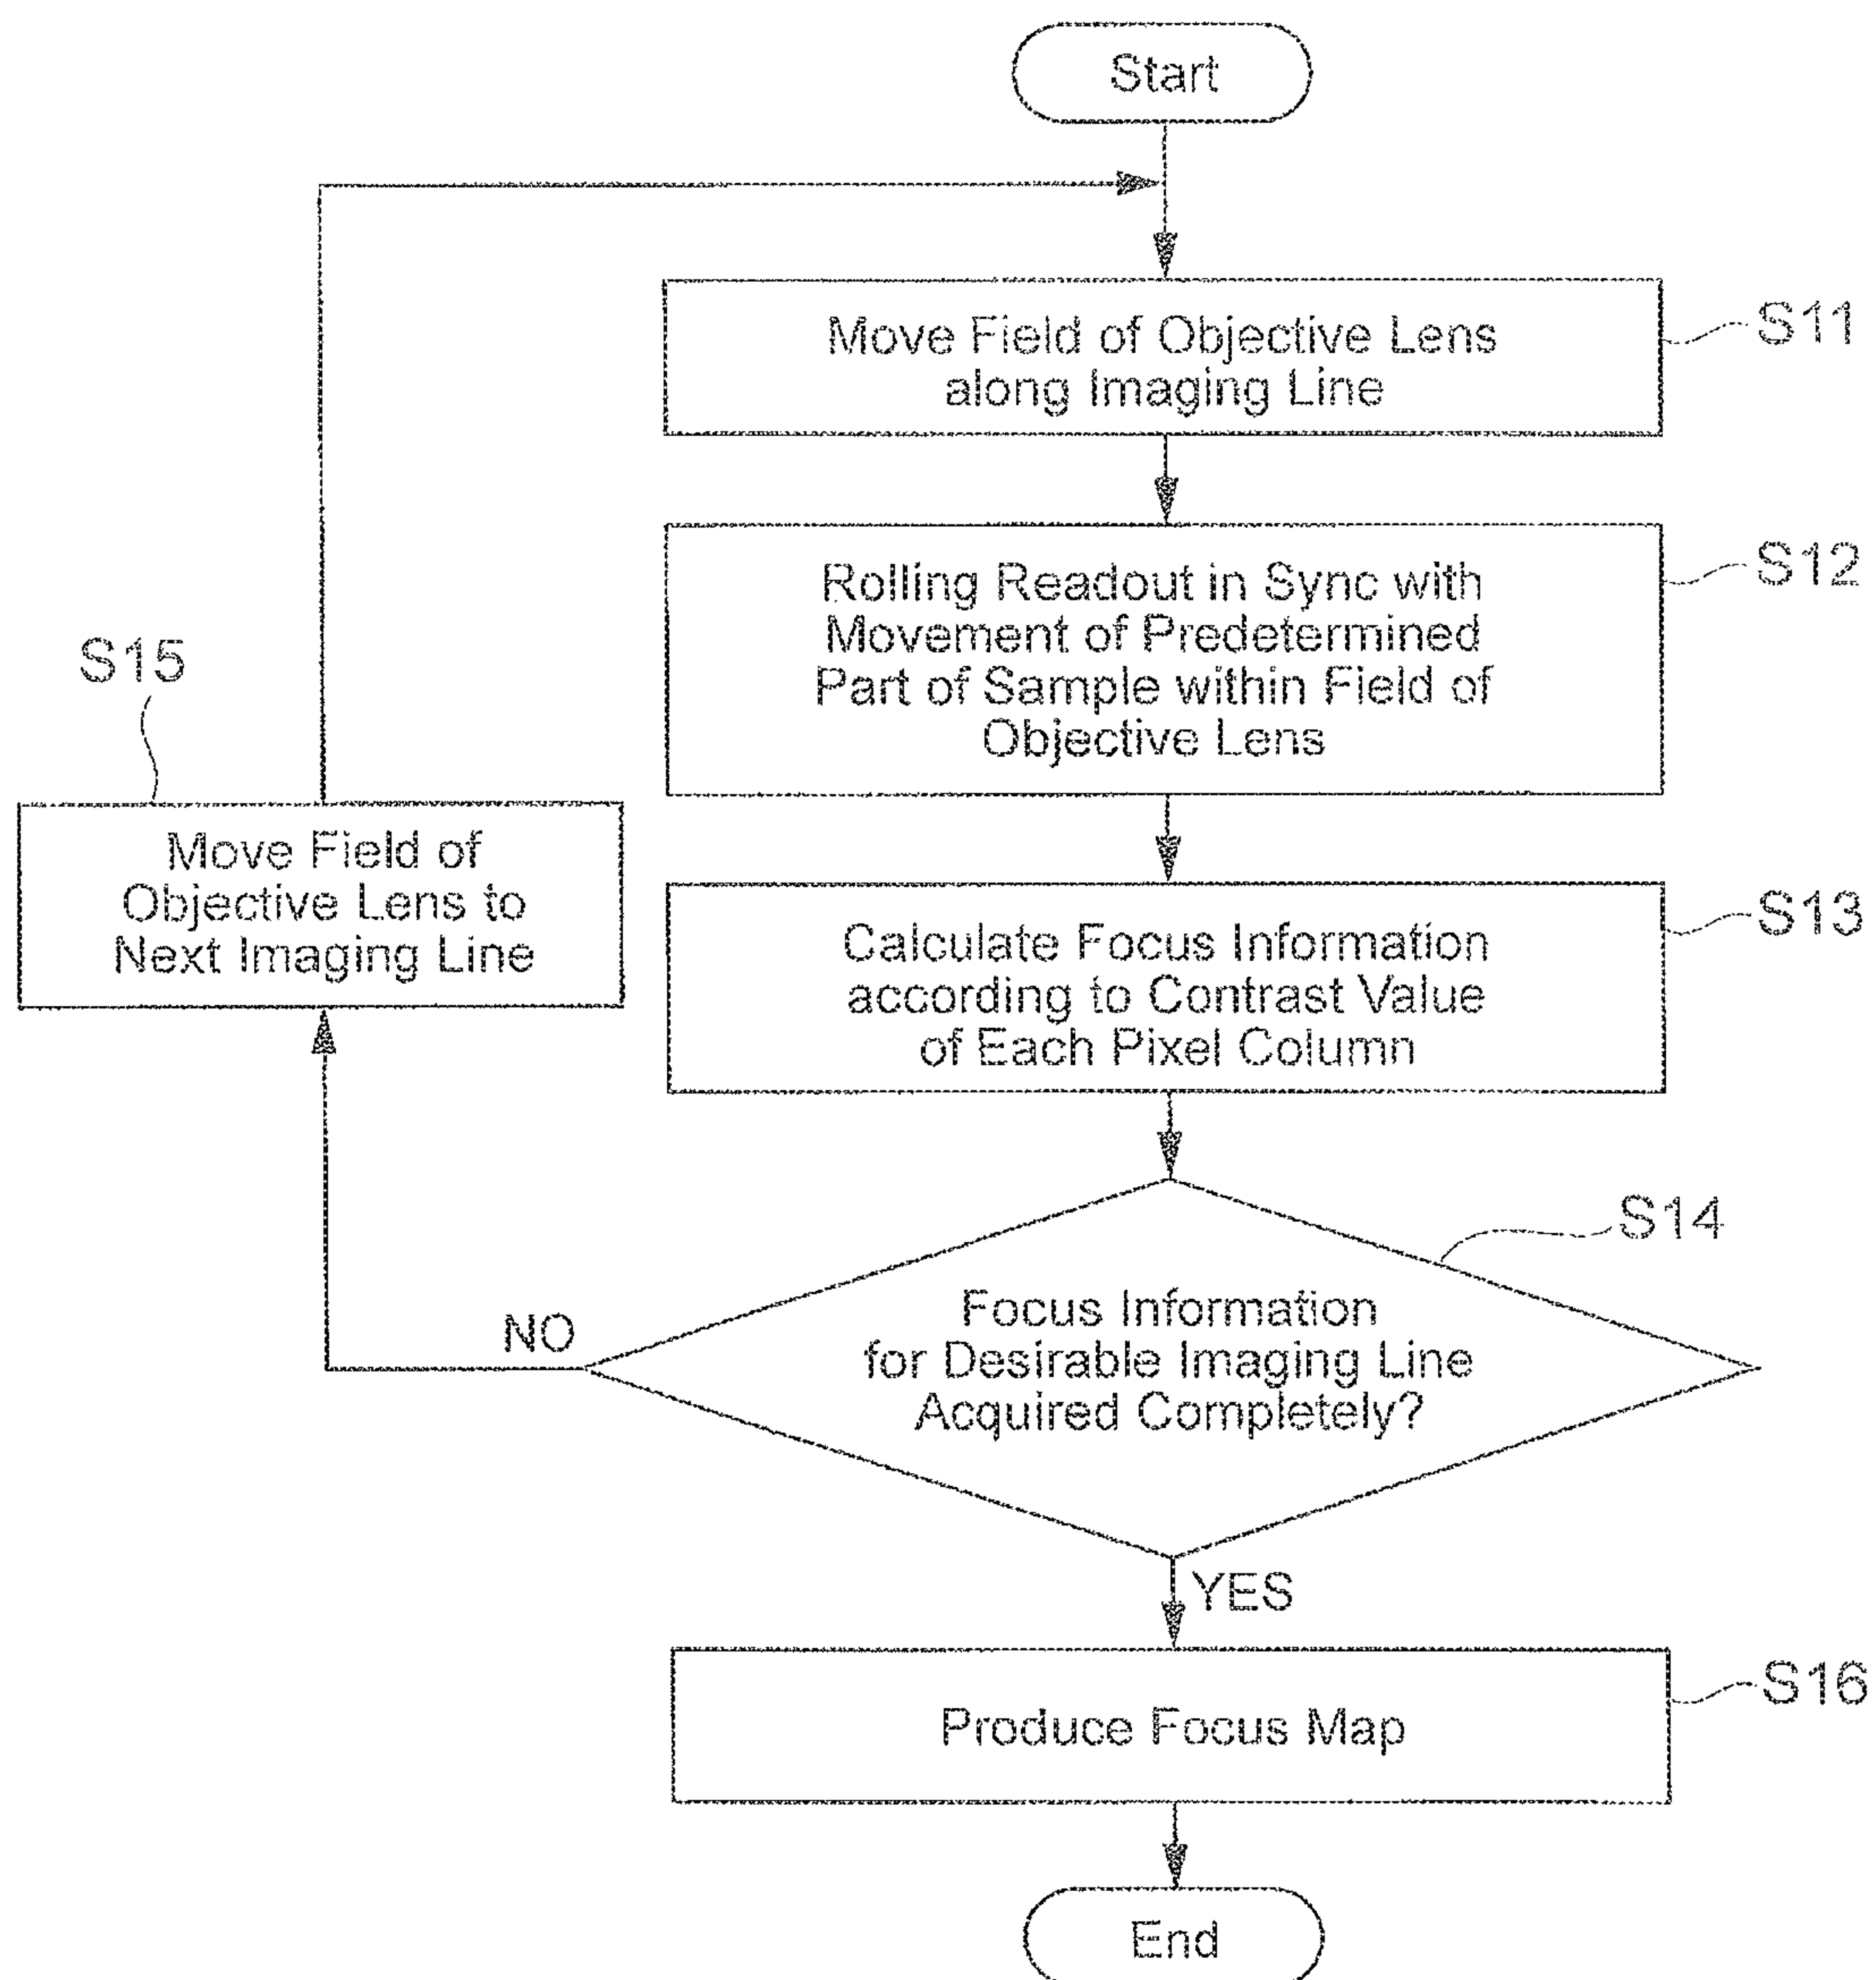 Start
Move Field of Objective Lens
along Imaging Line
S11
Rolling Readout in Sync with
Movement of Predetermined
Part of Sample within Field of
Objective Lens
S12
S15
Move Field of
Objective Lens to
Next Imaging Line
Calculate Focus Information
according to Contrast Value
of Each Pixel Column
S13
S14
Focus Information
for Desirable Imaging Line
Acquired Completely?
NO
YES
Produce Focus Map
S16
End